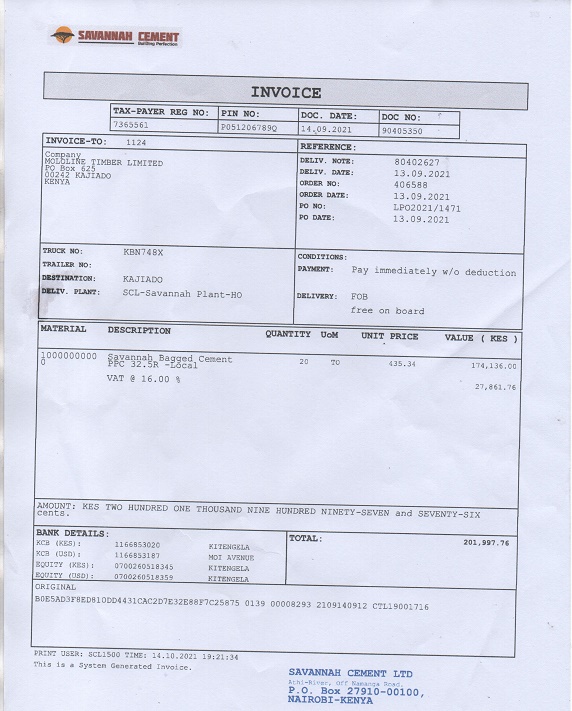 SAVANNAH CEMENT
Building Perfection
INVOICE
TAX-PAYER REG NO: PIN NO: DOC. DATE: DOC NO:
7365561 P051206789Q 14.09.2021 90405350
INVOICE-TO: 1124
Company
MOLOLINE TIMBER LIMITED
PO Box 625
00242 KAJIADO
KENYA
REFERENCE:
DELIV. NOTE: 80402627
DELIV. DATE: 13.09.2021
ORDER NO: 406588
ORDER DATE: 13.09.2021
PO NO: LPO2021/1471
PO DATE: 13.09.2021
TRUCK NO: KBN748X
TRAILER NO:
DESTINATION: KAJIADO
DELIV. PLANT: SCL-Savannah Plant-HO
CONDITIONS:
PAYMENT: Pay immediately w/o deduction
DELIVERY: FOB
free on board
MATERIAL DESCRIPTION QUANTITY UoM UNIT PRICE VALUE ( KES )
1000000000 Savannah Bagged Cement
0 PPC 32.5R -Local 20 TO 435.34 174,136.00
VAT @ 16.00 % 27,861.76
AMOUNT: KES TWO HUNDRED ONE THOUSAND NINE HUNDRED NINETY-SEVEN and SEVENTY-SIX
cents.
BANK DETAILS:
KCB (KES): 1166853020 KITENGELA
KCB (USD): 1166853187 MOI AVENUE
EQUITY (KES): 0700260518345 KITENGELA
EQUITY (USD): 0700260518359 KITENGELA
TOTAL: 201,997.76
ORIGINAL
B0E5AD3F8ED810DD4431CAC2D7E32E88F7C25875 0139 00008293 2109140912 CTL19001716
PRINT USER: SCL1500 TIME: 14.10.2021 19:21:34
This is a System Generated Invoice.
SAVANNAH CEMENT LTD
Athi-River, Off Namanga Road.
P.O. Box 27910-00100,
NAIROBI-KENYA